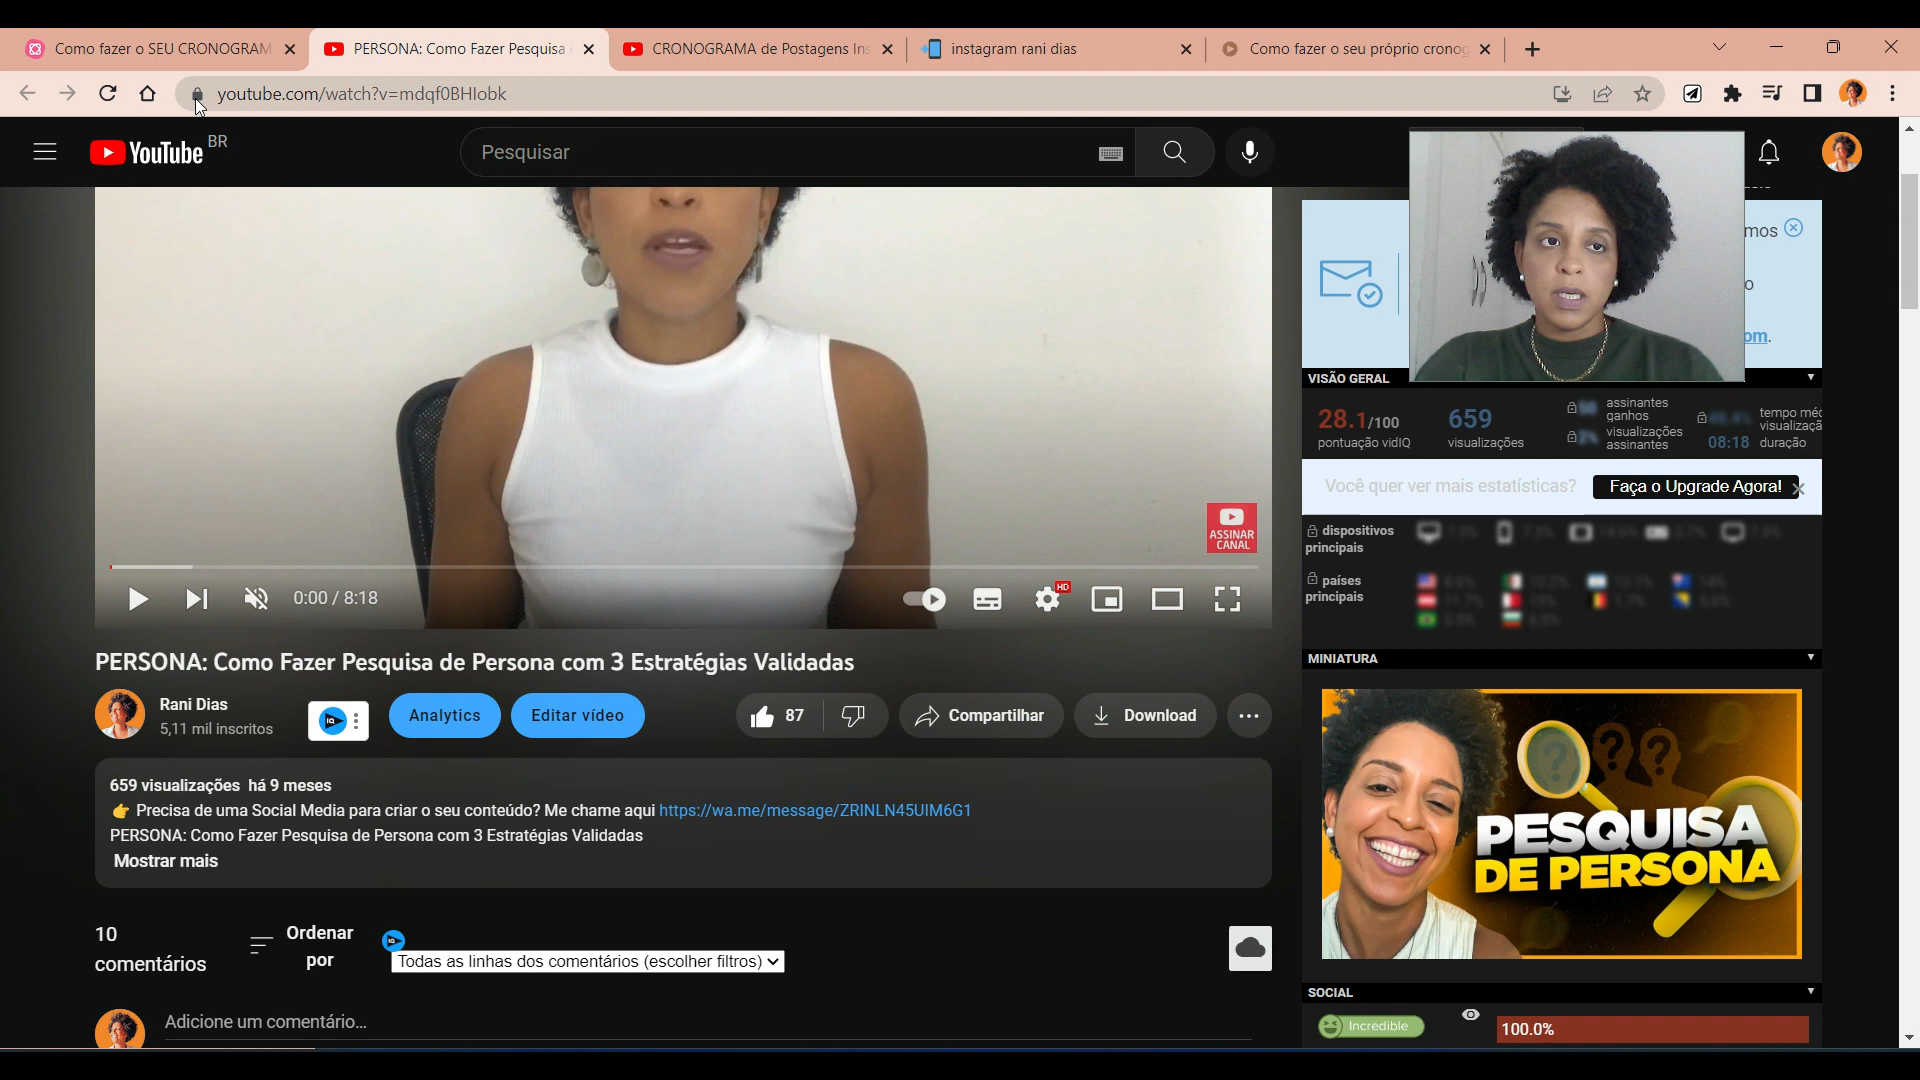 Como fazer o SEU CRONOGRAM
PERSONA: Como Fazer Pesquisa
CRONOGRAMA de Postagens Ins
instagram rani dias
Como fazer o seu próprio cronog
youtube.com/watch?v=mdqf0BHIobk
YouTube BR
Pesquisar
mos
o
om.
VISÃO GERAL
28.1/100
pontuação vidIQ
659
visualizações
assinantes
ganhos
visualizações
assinantes
tempo méd
visualizaçã
08:18 duração
Você quer ver mais estatísticas?
Faça o Upgrade Agora!
dispositivos
principais
países
principais
ASSINAR
CANAL
0:00 / 8:18
HD
PERSONA: Como Fazer Pesquisa de Persona com 3 Estratégias Validadas
Rani Dias
5,11 mil inscritos
IQ
Analytics
Editar vídeo
87
Compartilhar
Download
659 visualizações há 9 meses
👉 Precisa de uma Social Media para criar o seu conteúdo? Me chame aqui https://wa.me/message/ZRINLN45UIM6G1
PERSONA: Como Fazer Pesquisa de Persona com 3 Estratégias Validadas
Mostrar mais
10
comentários
Ordenar
por
IQ
Todas as linhas dos comentários (escolher filtros)
Adicione um comentário...
MINIATURA
PESQUISA
DE PERSONA
SOCIAL
Incredible
100.0%